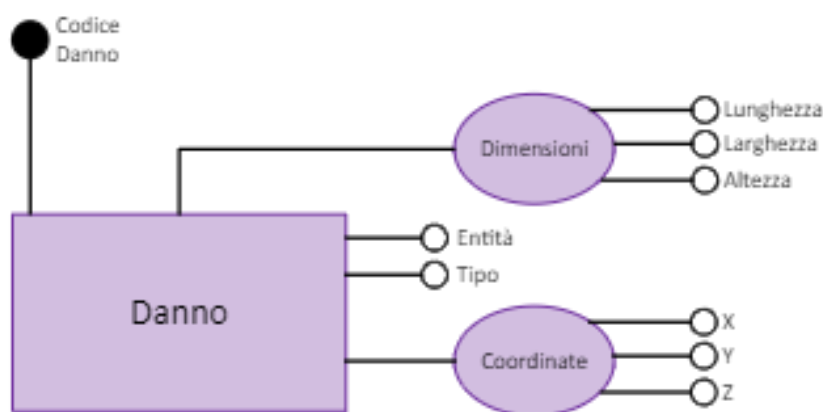 Codice
Danno
Dimensioni
Lunghezza
Larghezza
Altezza
Entità
Tipo
Danno
Coordinate
X
Y
Z